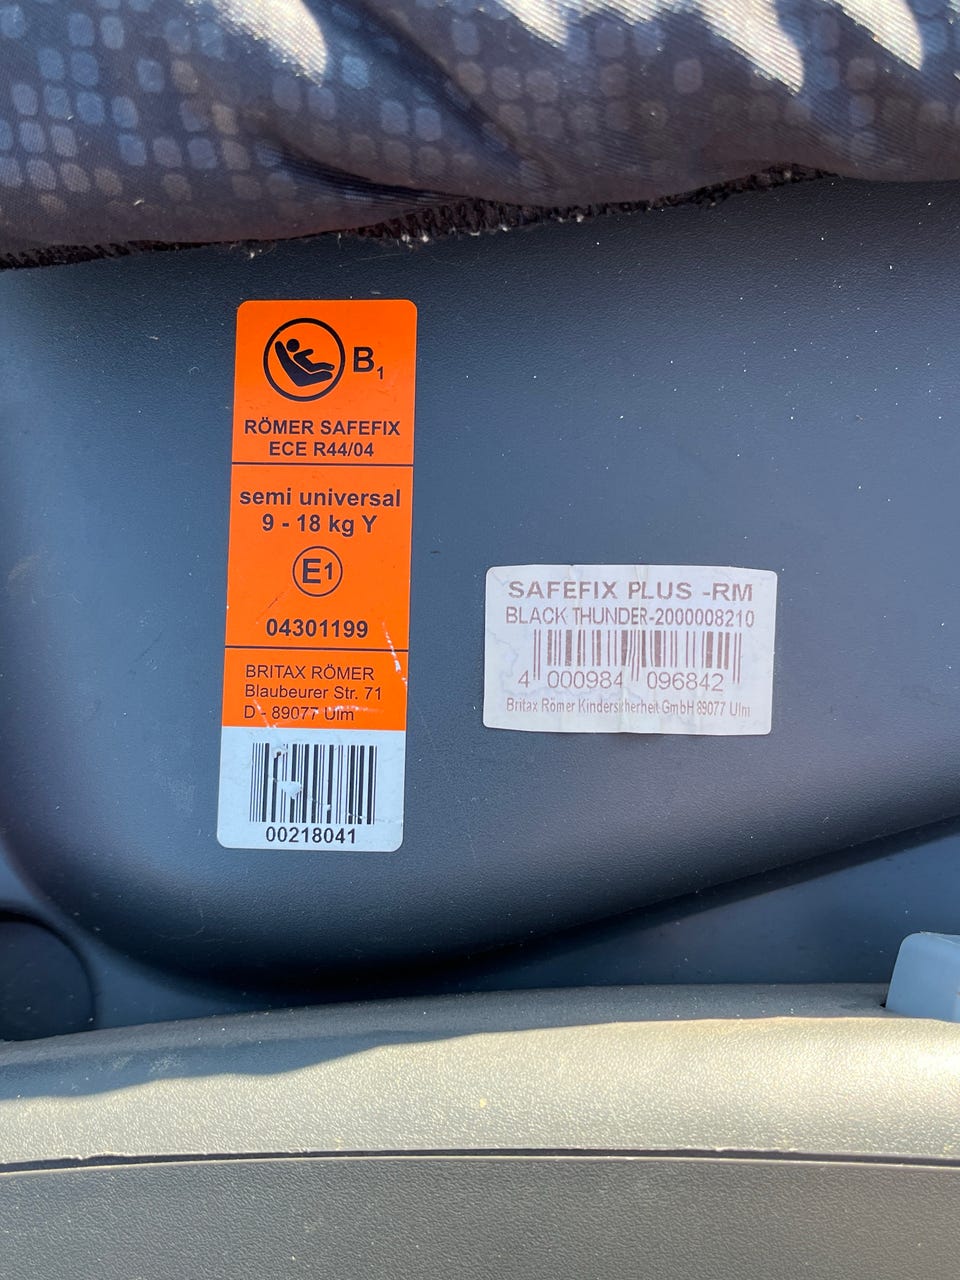 B1
RÖMER SAFEFIX
ECE R44/04
semi universal
9 - 18 kg Y
E1
04301199
BRITAX RÖMER
Blaubeurer Str. 71
D - 89077 Ulm
00218041
SAFEFIX PLUS -RM
BLACK THUNDER-2000008210
4 000984 096842
Britax Römer Kindersicherheit GmbH 89077 Ulm